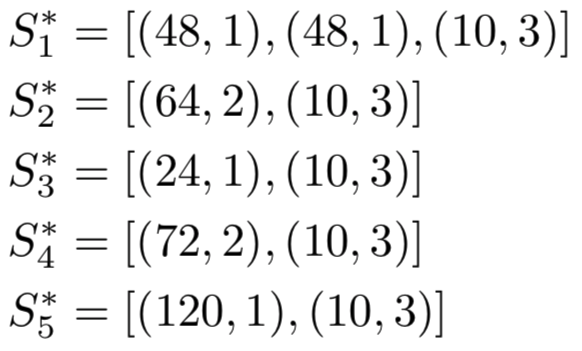 S₁* = [(48, 1), (48, 1), (10, 3)]
S₂* = [(64, 2), (10, 3)]
S₃* = [(24, 1), (10, 3)]
S₄* = [(72, 2), (10, 3)]
S₅* = [(120, 1), (10, 3)]